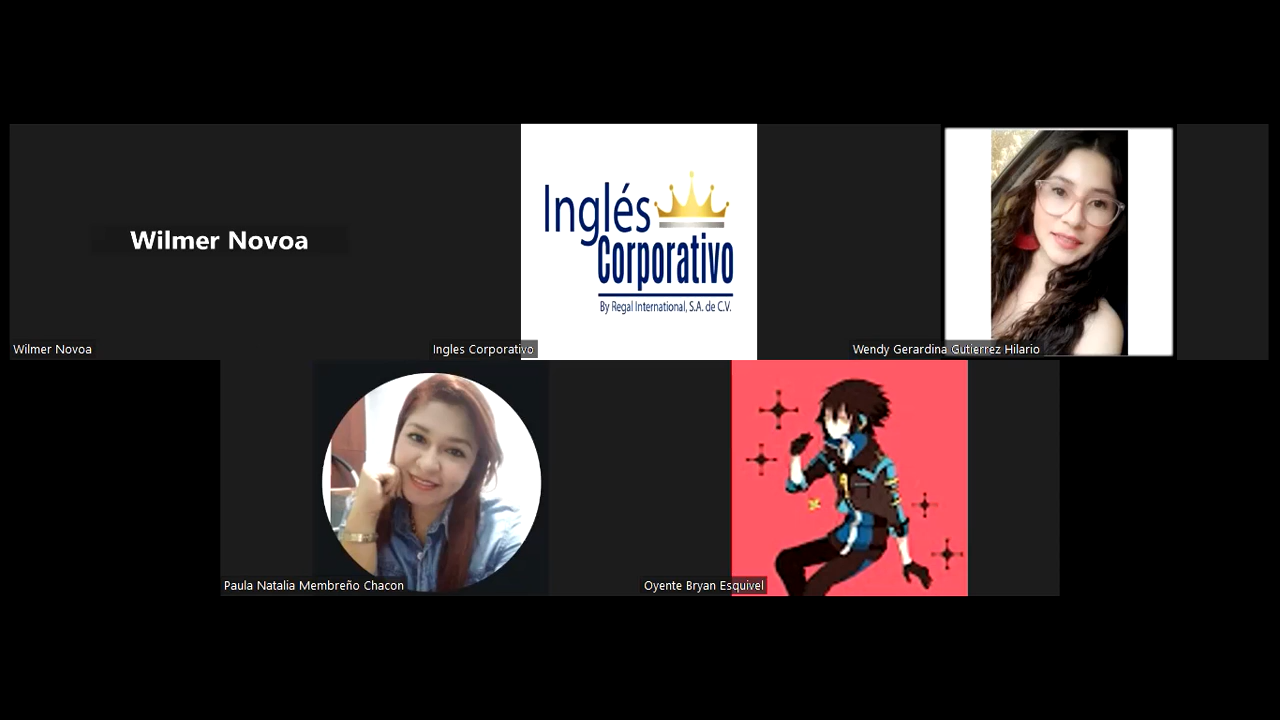 Wilmer Novoa
Wilmer Novoa
Inglés
Corporativo
By Regal International, S.A. de C.V.
Ingles Corporativo
Wendy Gerardina Gutierrez Hilario
Paula Natalia Membreño Chacon
Oyente Bryan Esquivel